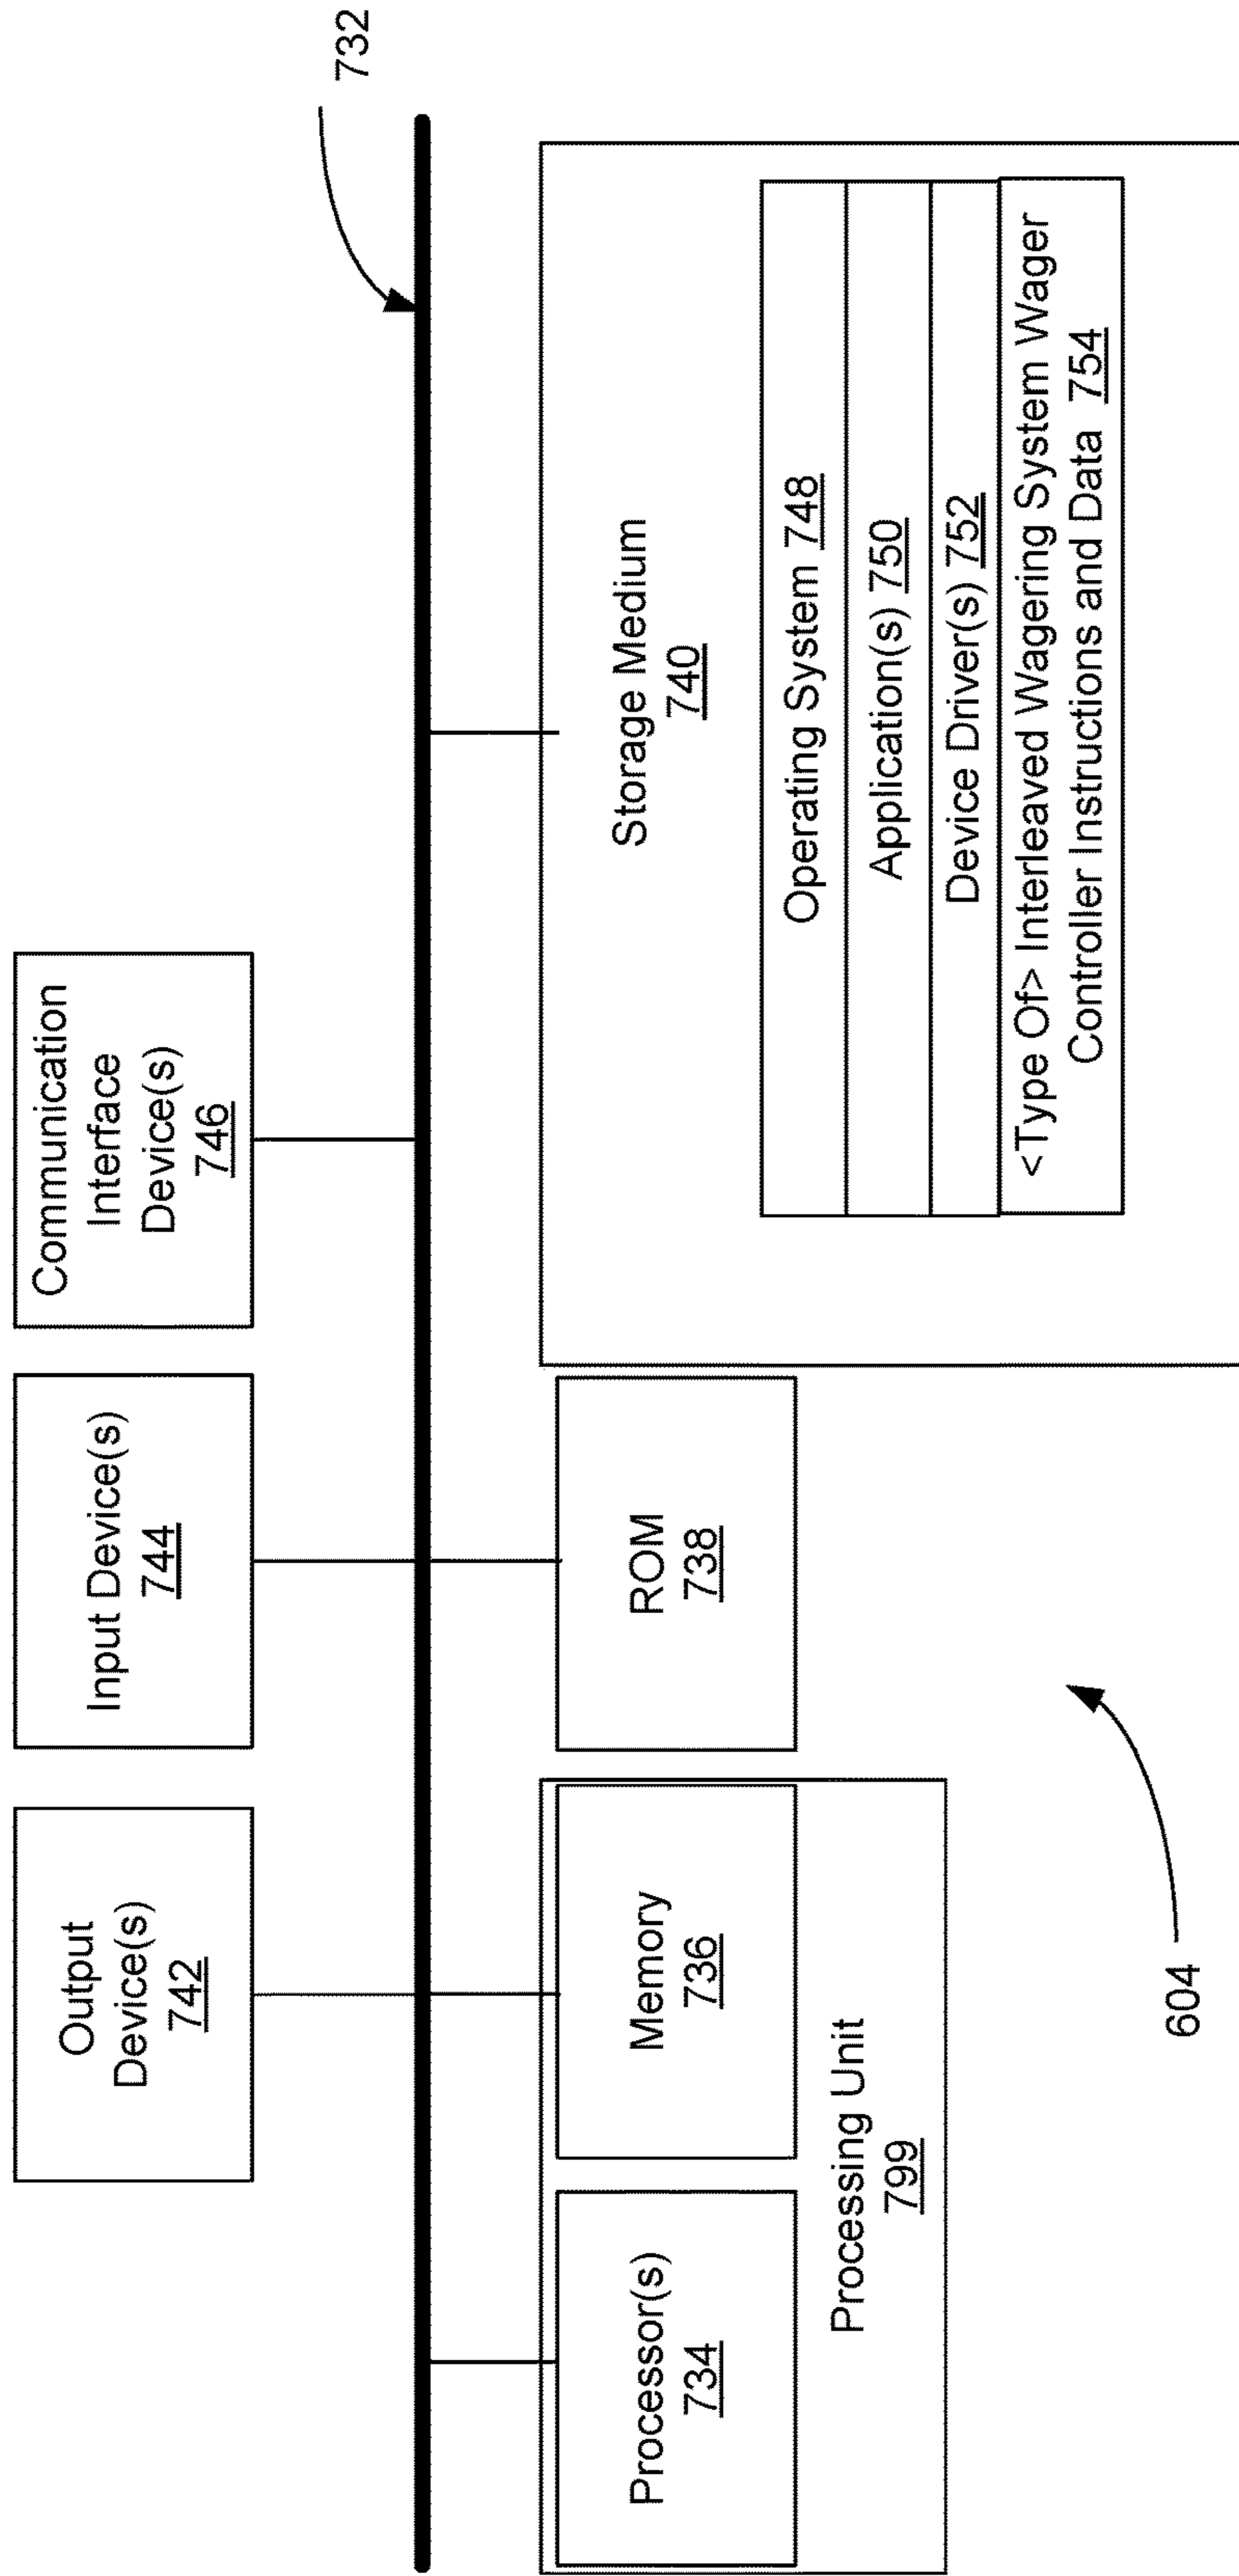 732
Output
Device(s)
742
Input Device(s)
744
Communication
Interface
Device(s)
746
Processor(s)
734
Memory
736
Processing Unit
799
ROM
738
Storage Medium
740
Operating System 748
Application(s) 750
Device Driver(s) 752
<Type Of> Interleaved Wagering System Wager
Controller Instructions and Data 754
604